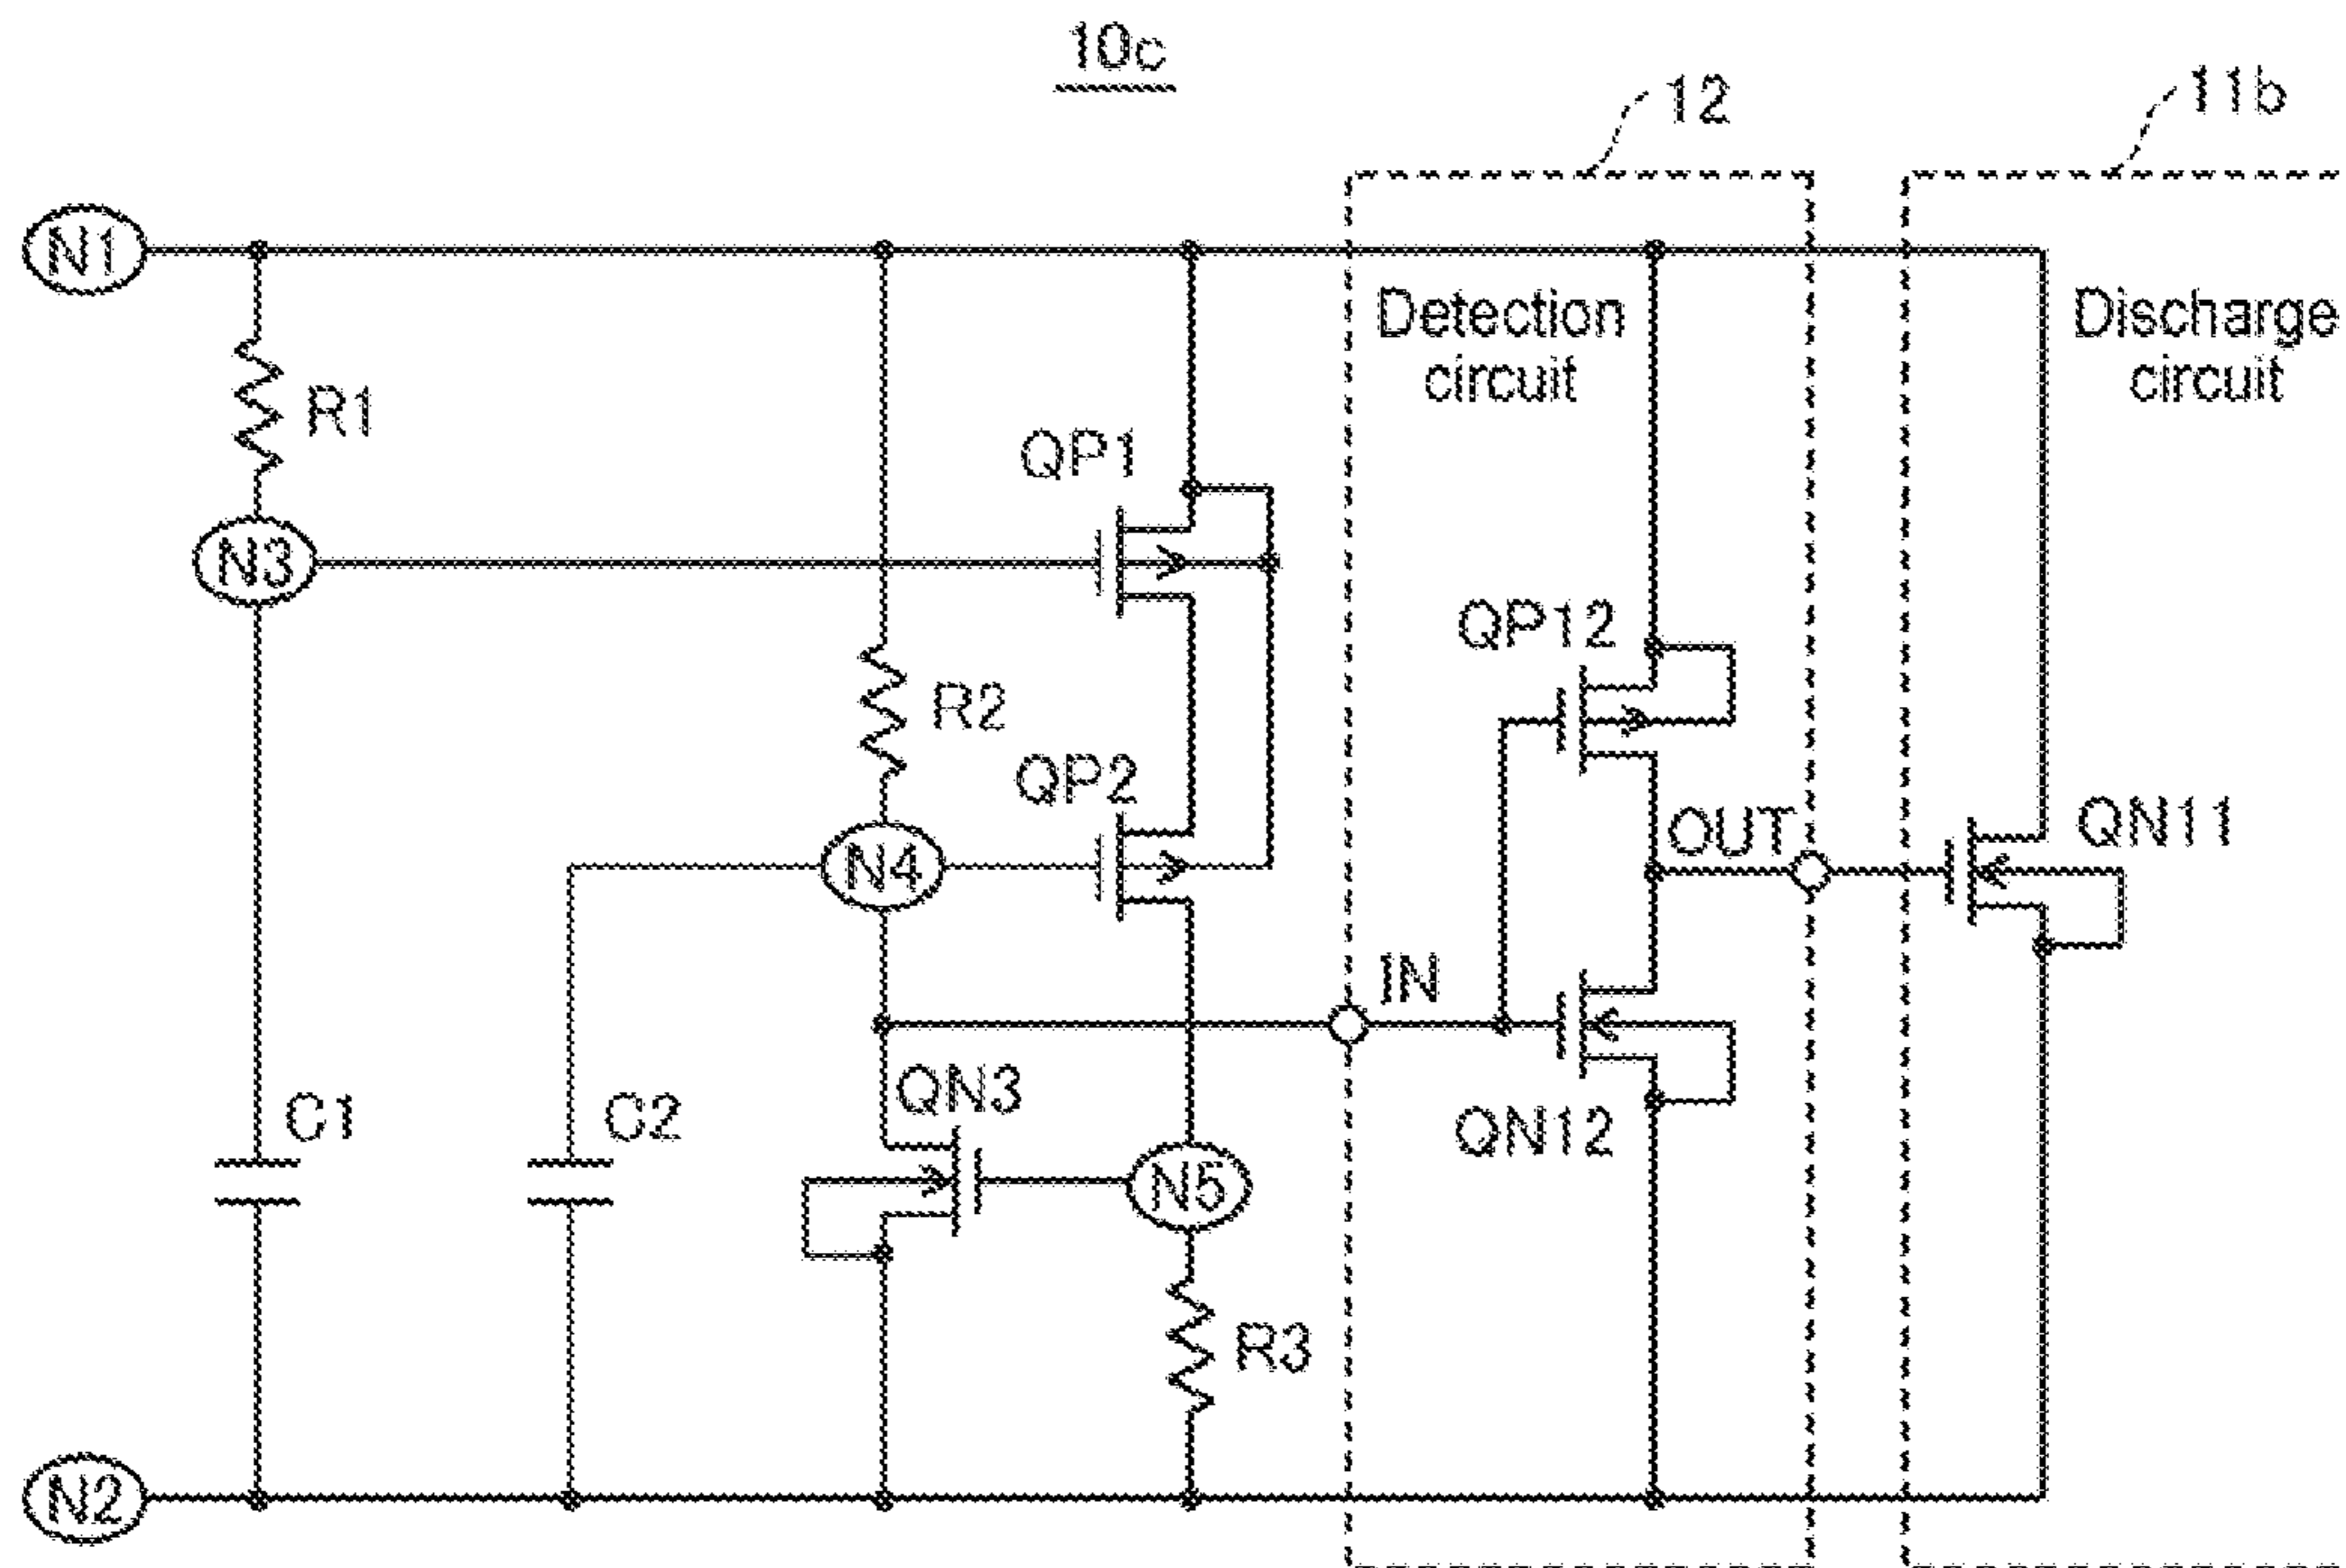 10c
12
11b
N1
Detection
circuit
Discharge
circuit
R1
QP1
N3
QP12
R2
QP2
OUT
QN11
N4
IN
QN3
C1
C2
QN12
N5
R3
N2